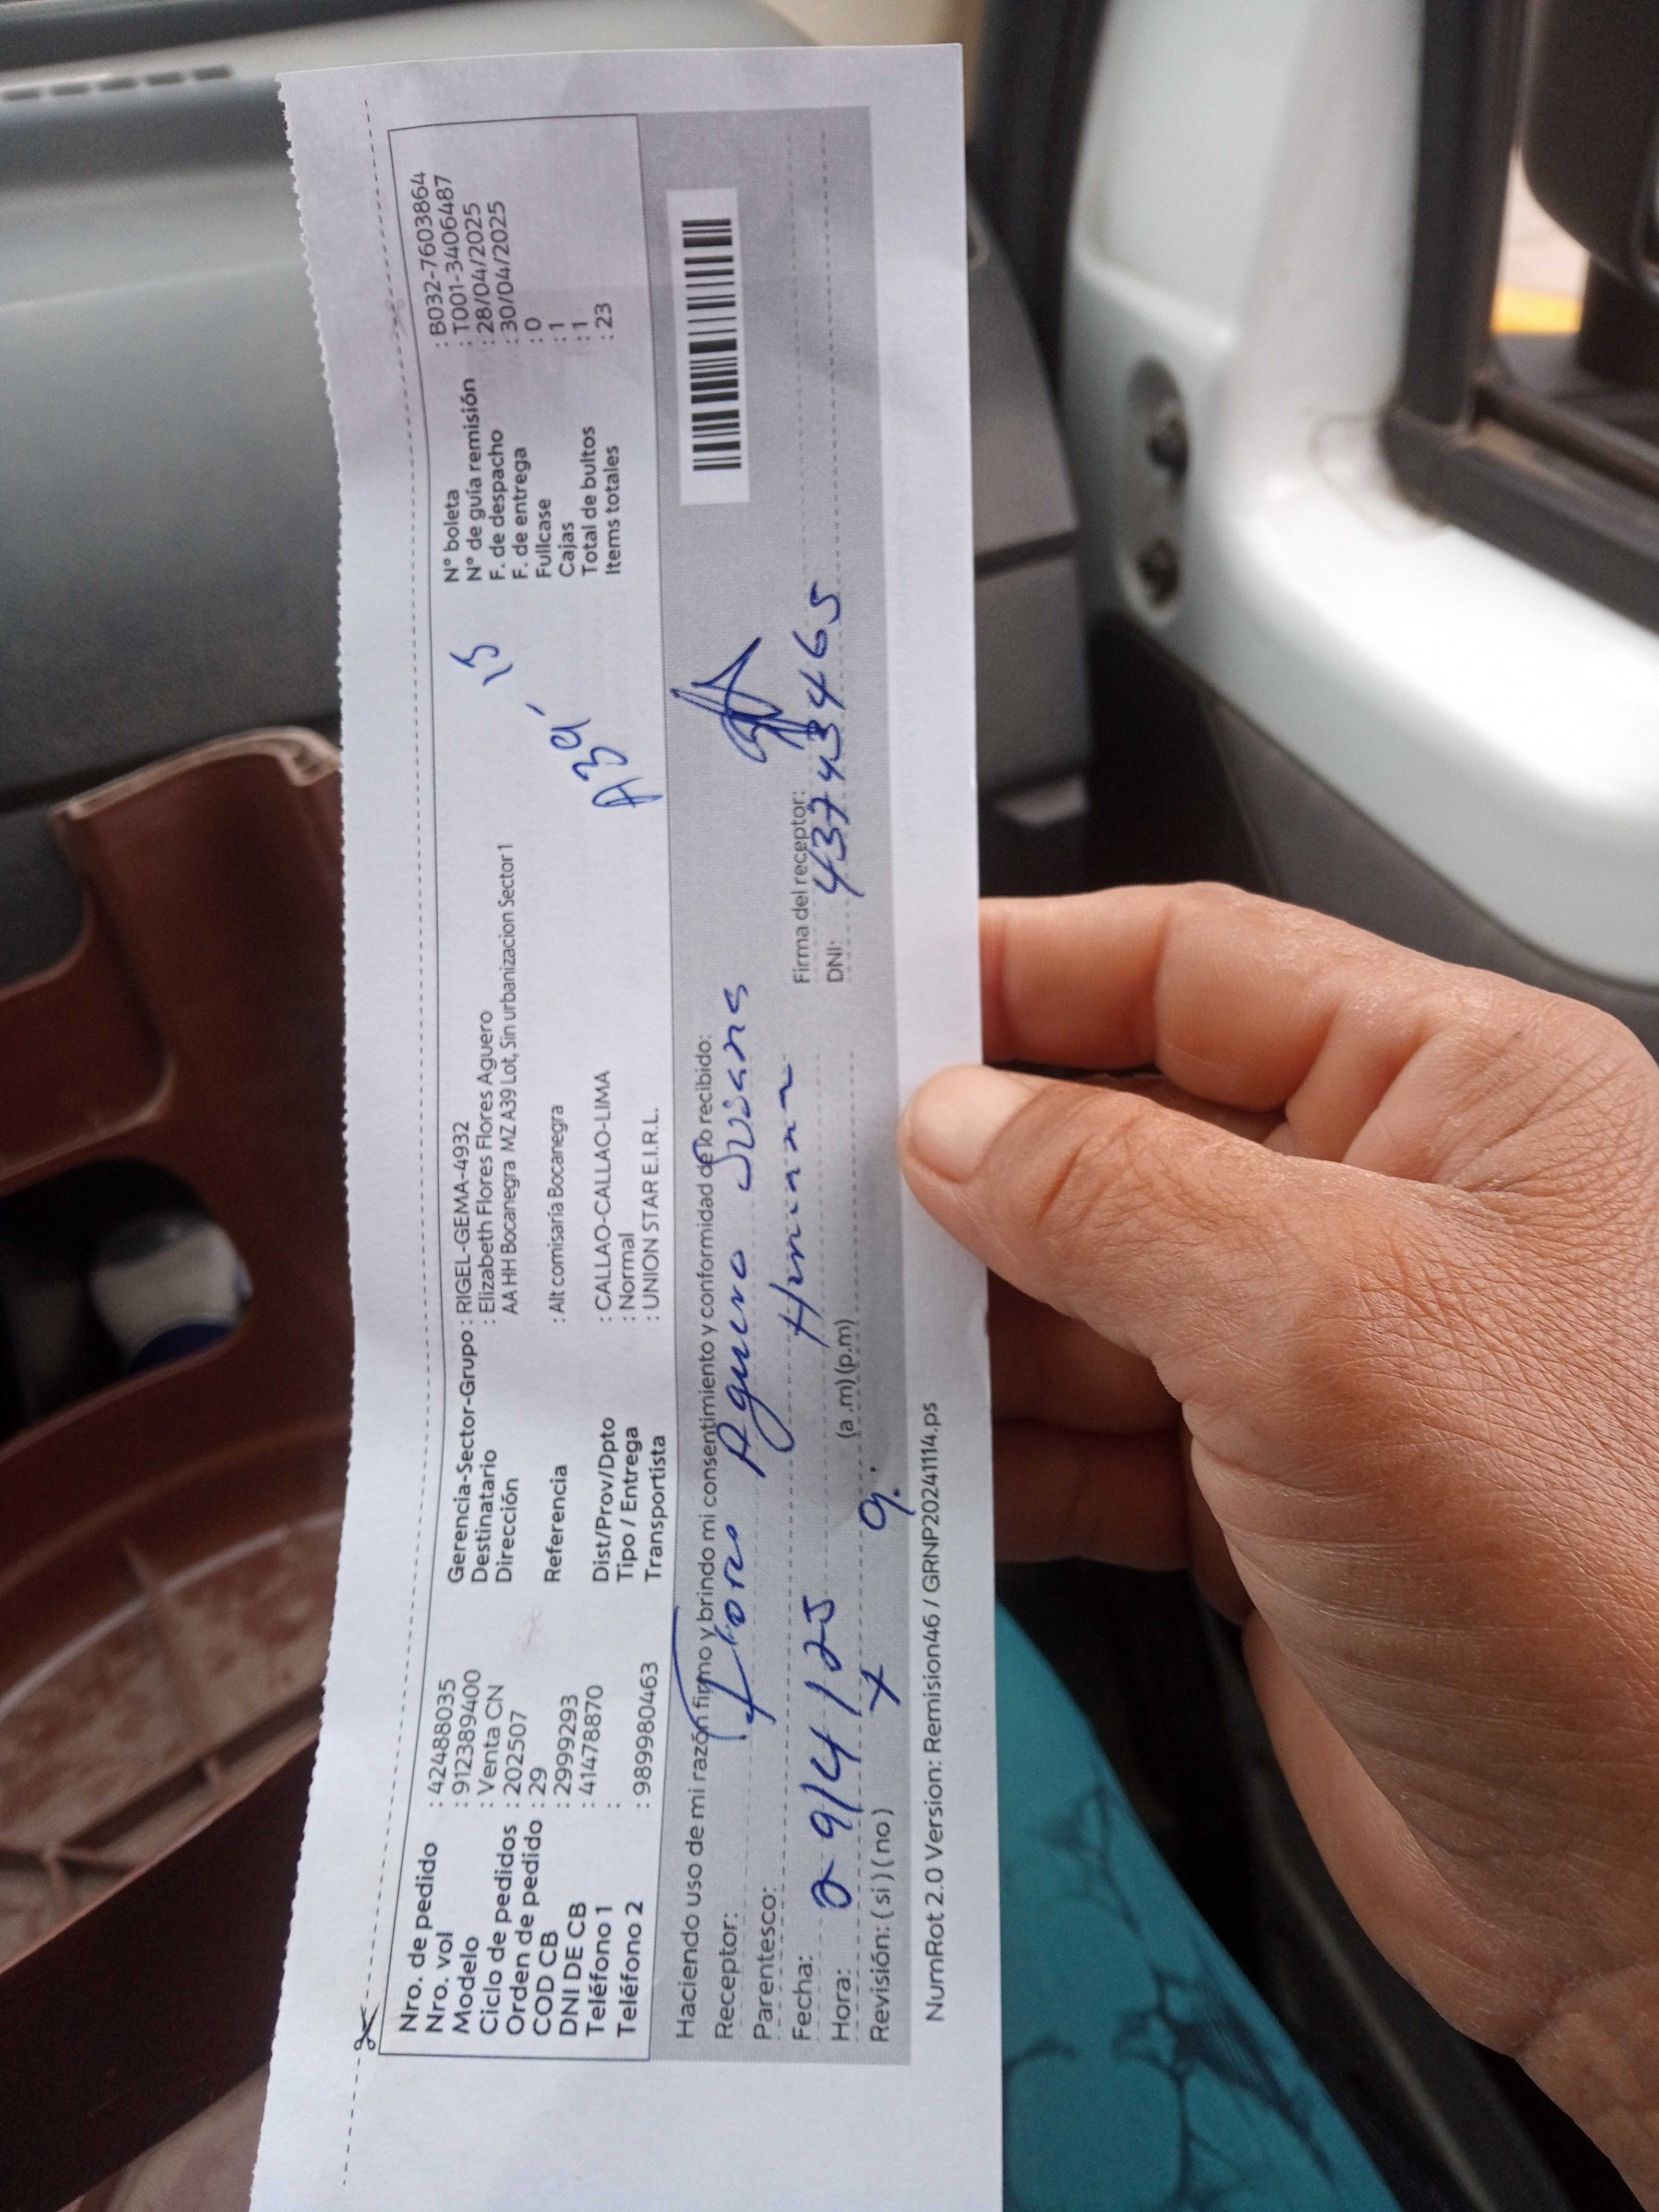 Nro. de pedido : 42488035
Nro. vol : 912389400
Modelo : Venta CN
Ciclo de pedidos : 202507
Orden de pedido : 29
COD CB : 2999293
DNI DE CB : 41478870
Teléfono 1 :
Teléfono 2 : 989980463
Gerencia-Sector-Grupo : RIGEL-GEMA-4932
Destinatario : Elizabeth Flores Flores Aguero
Dirección AA HH Bocanegra MZ A39 Lot, Sin urbanizacion Sector1
Referencia : Alt comisaria Bocanegra
Dist/Prov/Dpto : CALLAO-CALLAO-LIMA
Tipo / Entrega : Normal
Transportista : UNION STAR E.I.R.L.
A39' 15
N° boleta : B032-7603864
N° de guía remisión : T001-3406487
F. de despacho : 28/04/2025
F. de entrega : 30/04/2025
Fullcase : 0
Cajas : 1
Total de bultos : 1
Items totales : 23
Haciendo uso de mi razón firmo y brindo mi consentimiento y conformidad de lo recibido:
Receptor: Flores Aguero Susana
Parentesco: Hermana
Firma del receptor:
Fecha: 29/4/25
DNI: 43743465
Hora: (a .m) (p.m)
Revisión: ( si ) ( no )
NumRot 2.0 Version: Remision46 / GRNP20241114.ps